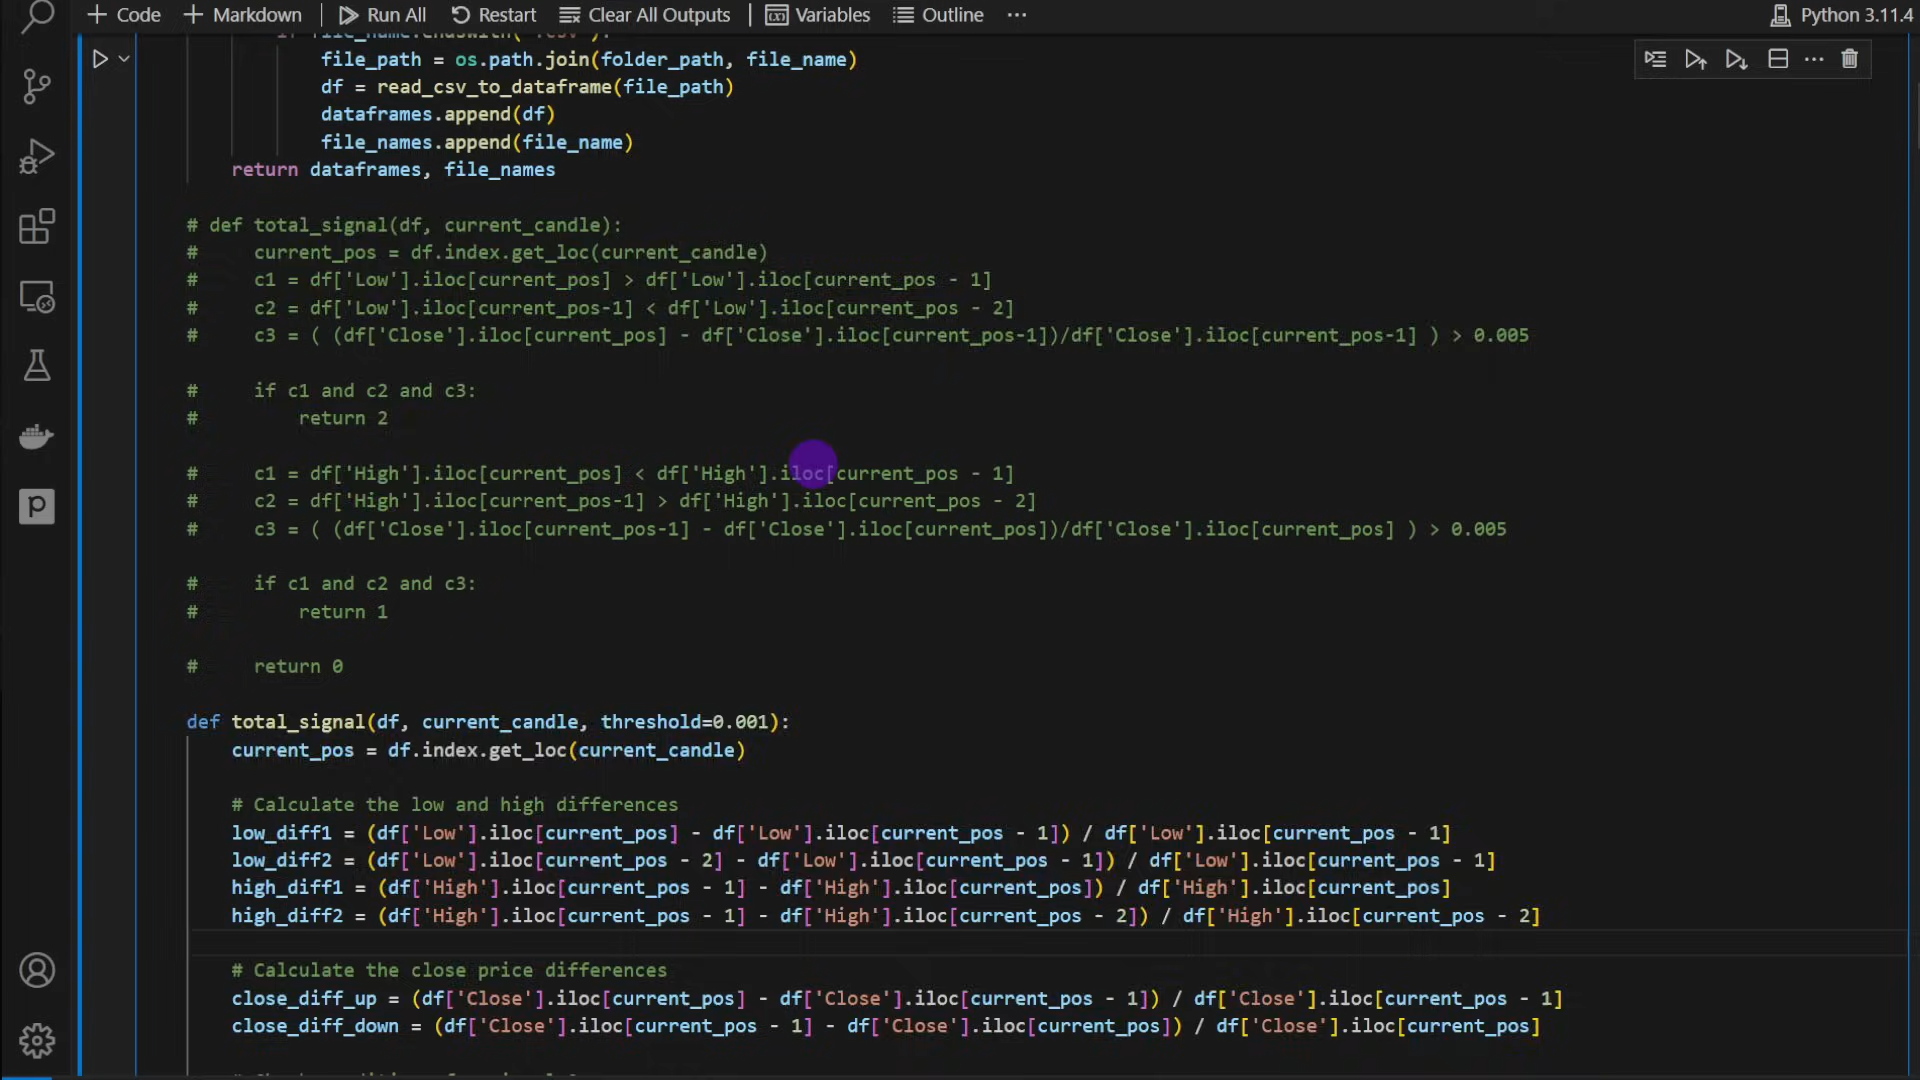 Code
Markdown
Run All
Restart
Clear All Outputs
Variables
Outline
Python 3.11.4
file_path = os.path.join(folder_path, file_name)
df = read_csv_to_dataframe(file_path)
dataframes.append(df)
file_names.append(file_name)
return dataframes, file_names
# def total_signal(df, current_candle):
#     current_pos = df.index.get_loc(current_candle)
#     c1 = df['Low'].iloc[current_pos] > df['Low'].iloc[current_pos - 1]
#     c2 = df['Low'].iloc[current_pos-1] < df['Low'].iloc[current_pos - 2]
#     c3 = ( (df['Close'].iloc[current_pos] - df['Close'].iloc[current_pos-1])/df['Close'].iloc[current_pos-1] ) > 0.005
#     if c1 and c2 and c3:
#         return 2
#     c1 = df['High'].iloc[current_pos] < df['High'].iloc[current_pos - 1]
#     c2 = df['High'].iloc[current_pos-1] > df['High'].iloc[current_pos - 2]
#     c3 = ( (df['Close'].iloc[current_pos-1] - df['Close'].iloc[current_pos])/df['Close'].iloc[current_pos] ) > 0.005
#     if c1 and c2 and c3:
#         return 1
#     return 0
def total_signal(df, current_candle, threshold=0.001):
current_pos = df.index.get_loc(current_candle)
# Calculate the low and high differences
low_diff1 = (df['Low'].iloc[current_pos] - df['Low'].iloc[current_pos - 1]) / df['Low'].iloc[current_pos - 1]
low_diff2 = (df['Low'].iloc[current_pos - 2] - df['Low'].iloc[current_pos - 1]) / df['Low'].iloc[current_pos - 1]
high_diff1 = (df['High'].iloc[current_pos - 1] - df['High'].iloc[current_pos]) / df['High'].iloc[current_pos]
high_diff2 = (df['High'].iloc[current_pos - 1] - df['High'].iloc[current_pos - 2]) / df['High'].iloc[current_pos - 2]
# Calculate the close price differences
close_diff_up = (df['Close'].iloc[current_pos] - df['Close'].iloc[current_pos - 1]) / df['Close'].iloc[current_pos - 1]
close_diff_down = (df['Close'].iloc[current_pos - 1] - df['Close'].iloc[current_pos]) / df['Close'].iloc[current_pos]